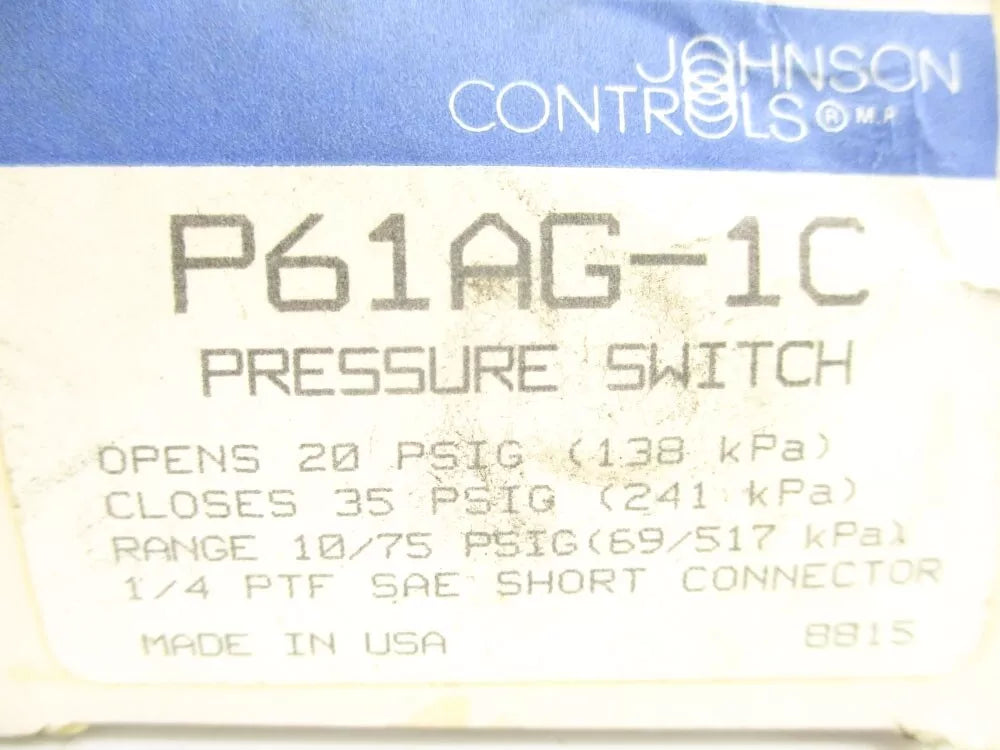 JOHNSON
CONTROLS ® M.R.
P61AG-1C
PRESSURE SWITCH
OPENS 20 PSIG (138 kPa)
CLOSES 35 PSIG (241 kPa)
RANGE 10/75 PSIG(69/517 kPa)
1/4 PTF SAE SHORT CONNECTOR
MADE IN USA 8815